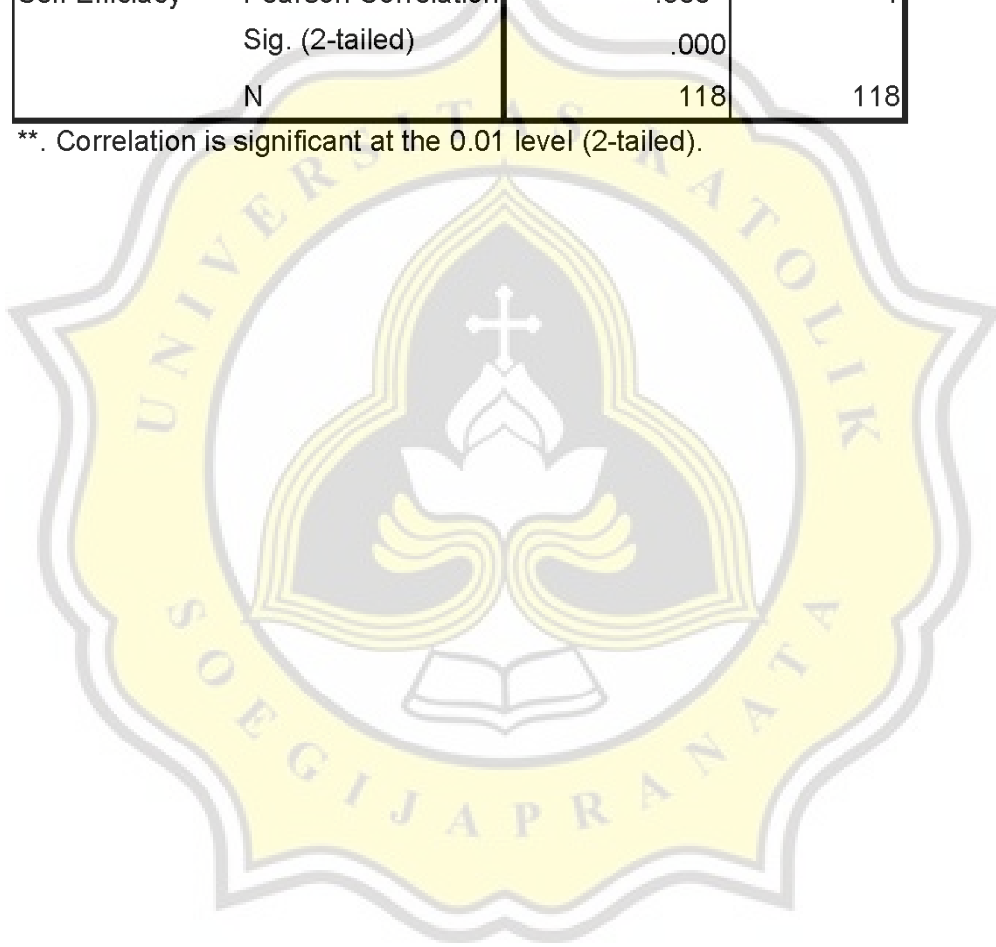 Sig. (2-tailed) .000
N 118 118
**. Correlation is significant at the 0.01 level (2-tailed).
UNIVERSITAS KATOLIK
SOEGIJAPRANATA